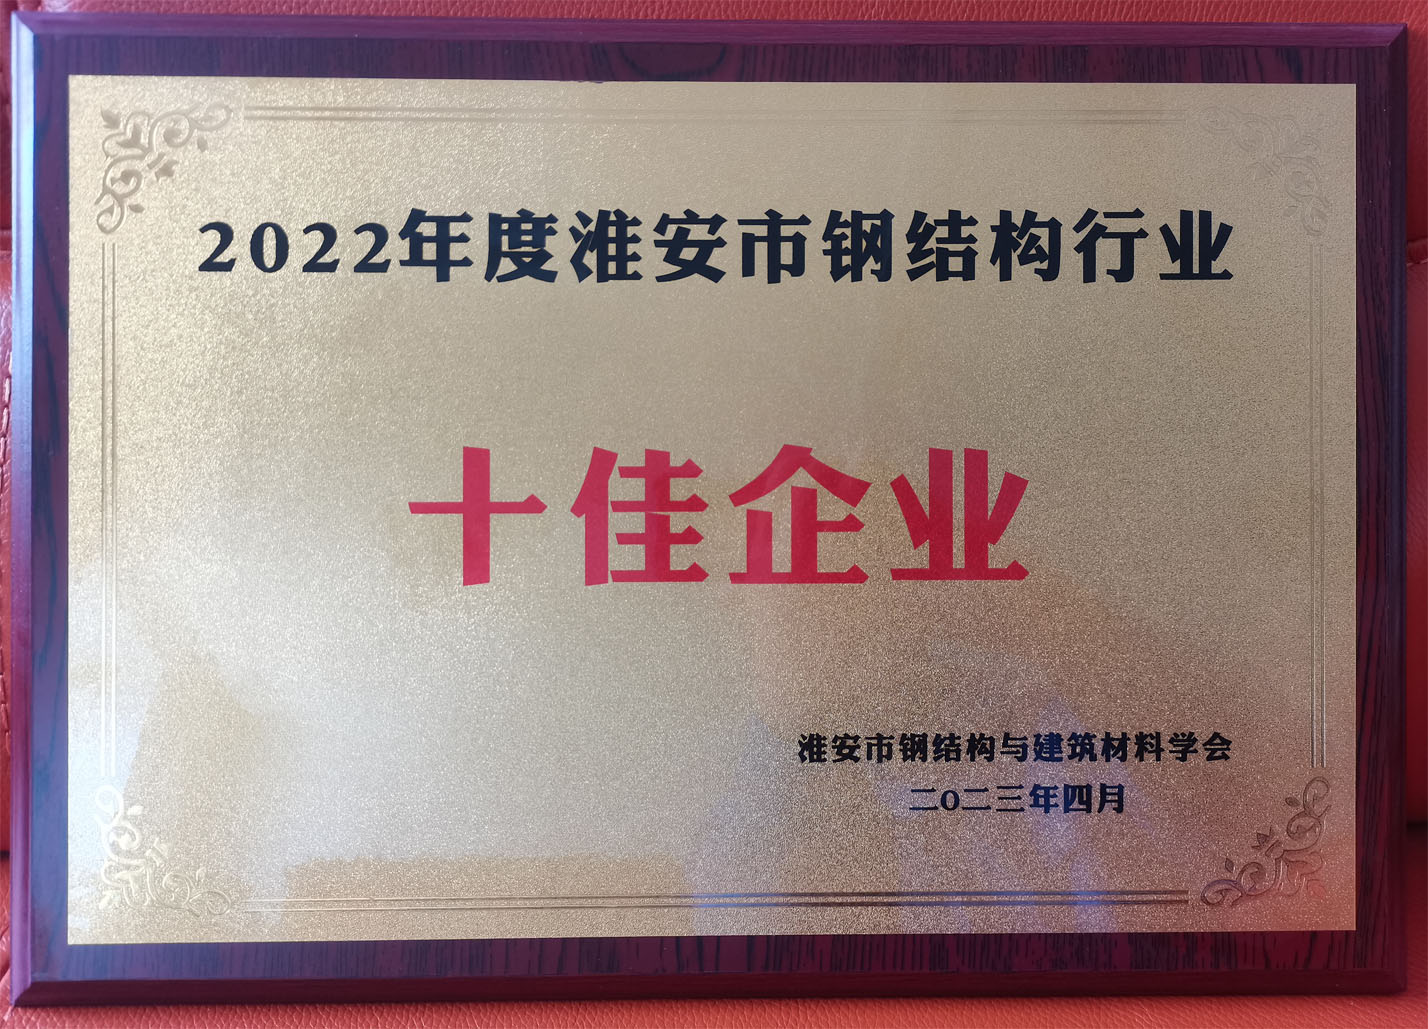 2022年度淮安市钢结构行业
十佳企业
淮安市钢结构与建筑材料学会
二0二三年四月